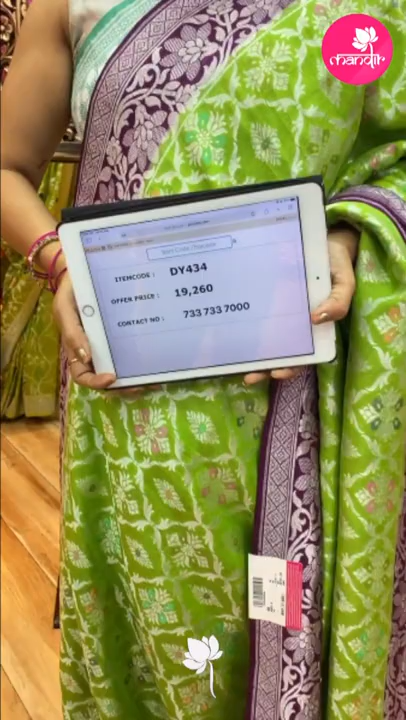 mandir
ITEMCODE : DY434
OFFER PRICE : 19,260
CONTACT NO : 733 733 7000